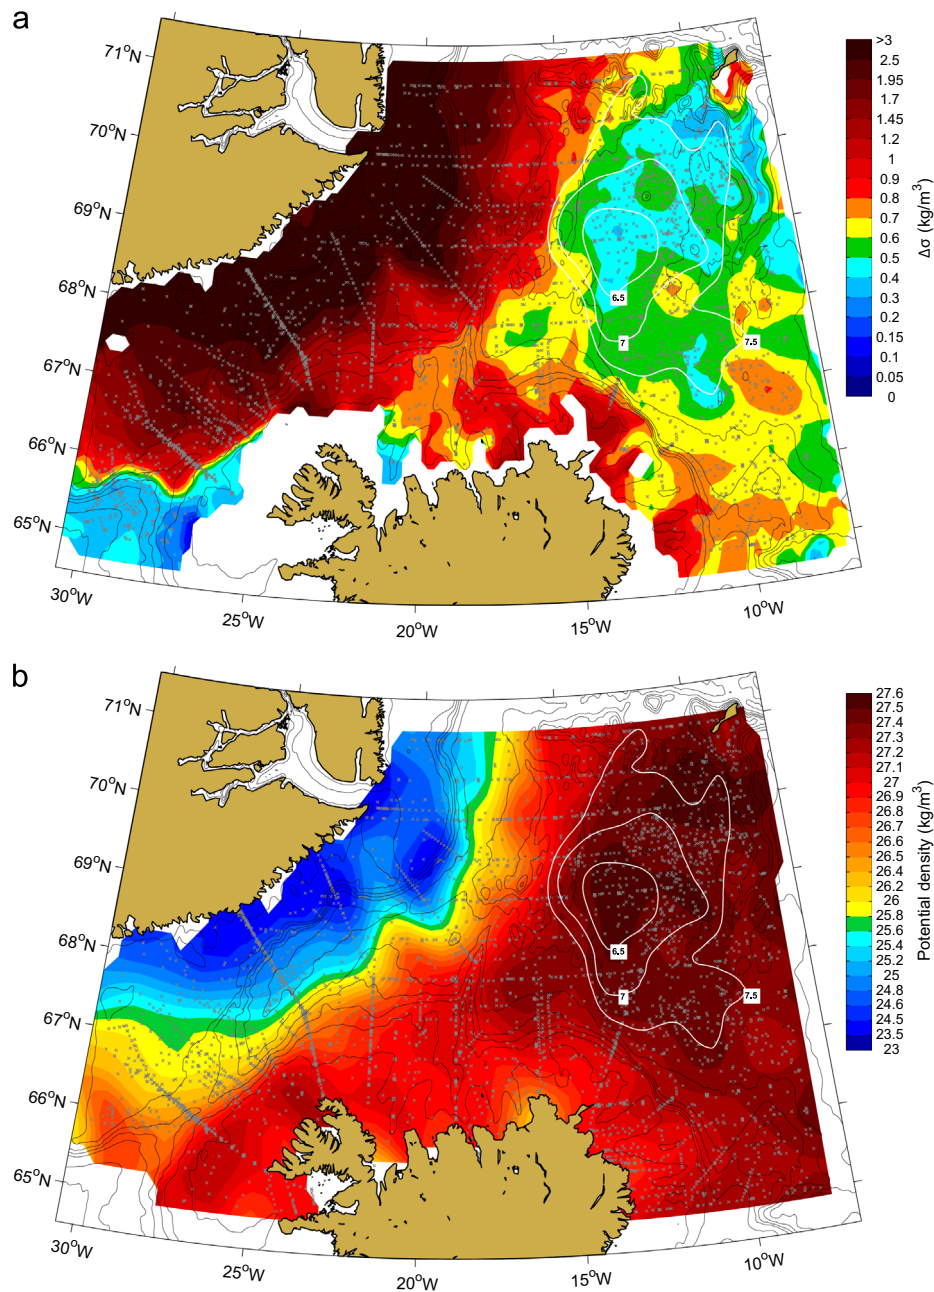 a
71°N
70°N
69°N
68°N
67°N
66°N
65°N
30°W
25°W
20°W
15°W
10°W
6.5
7
7.5
>3
2.5
1.95
1.7
1.45
1.2
1
0.9
0.8
0.7
0.6
0.5
0.4
0.3
0.2
0.15
0.1
0.05
0
Δσ (kg/m³)
b
71°N
70°N
69°N
68°N
67°N
66°N
65°N
30°W
25°W
20°W
15°W
10°W
6.5
7
7.5
27.6
27.5
27.4
27.3
27.2
27.1
27
26.9
26.8
26.7
26.6
26.5
26.4
26.2
26
25.8
25.6
25.4
25.2
25
24.8
24.6
24.5
23.5
23
Potential density (kg/m³)